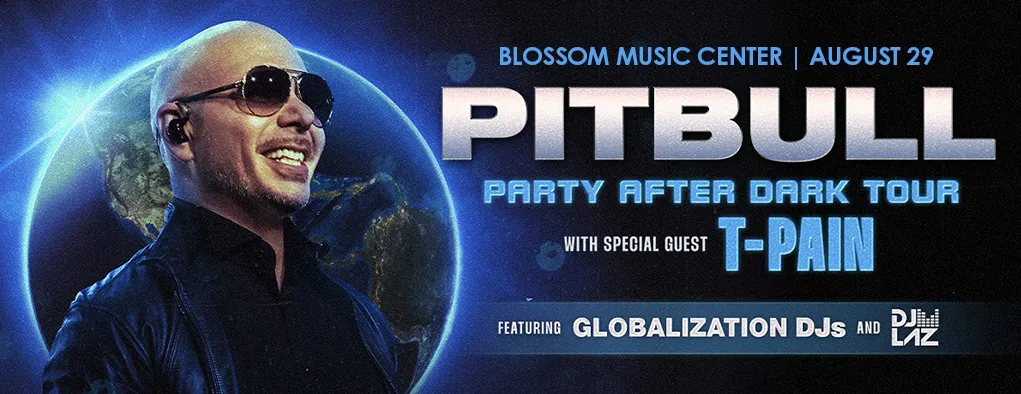 BLOSSOM MUSIC CENTER | AUGUST 29
PITBULL
PARTY AFTER DARK TOUR
WITH SPECIAL GUEST T-PAIN
FEATURING GLOBALIZATION DJs AND DJ LAZ